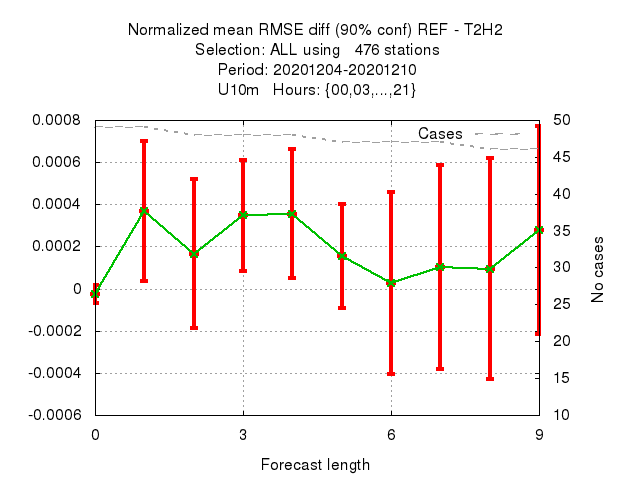 Normalized mean RMSE diff (90% conf) REF - T2H2
Selection: ALL using   476 stations
Period: 20201204-20201210
U10m   Hours: {00,03,...,21}
Cases
0.0008
0.0006
0.0004
0.0002
0
-0.0002
-0.0004
-0.0006
50
45
40
35
30
25
20
15
10
No cases
0 3 6 9
Forecast length